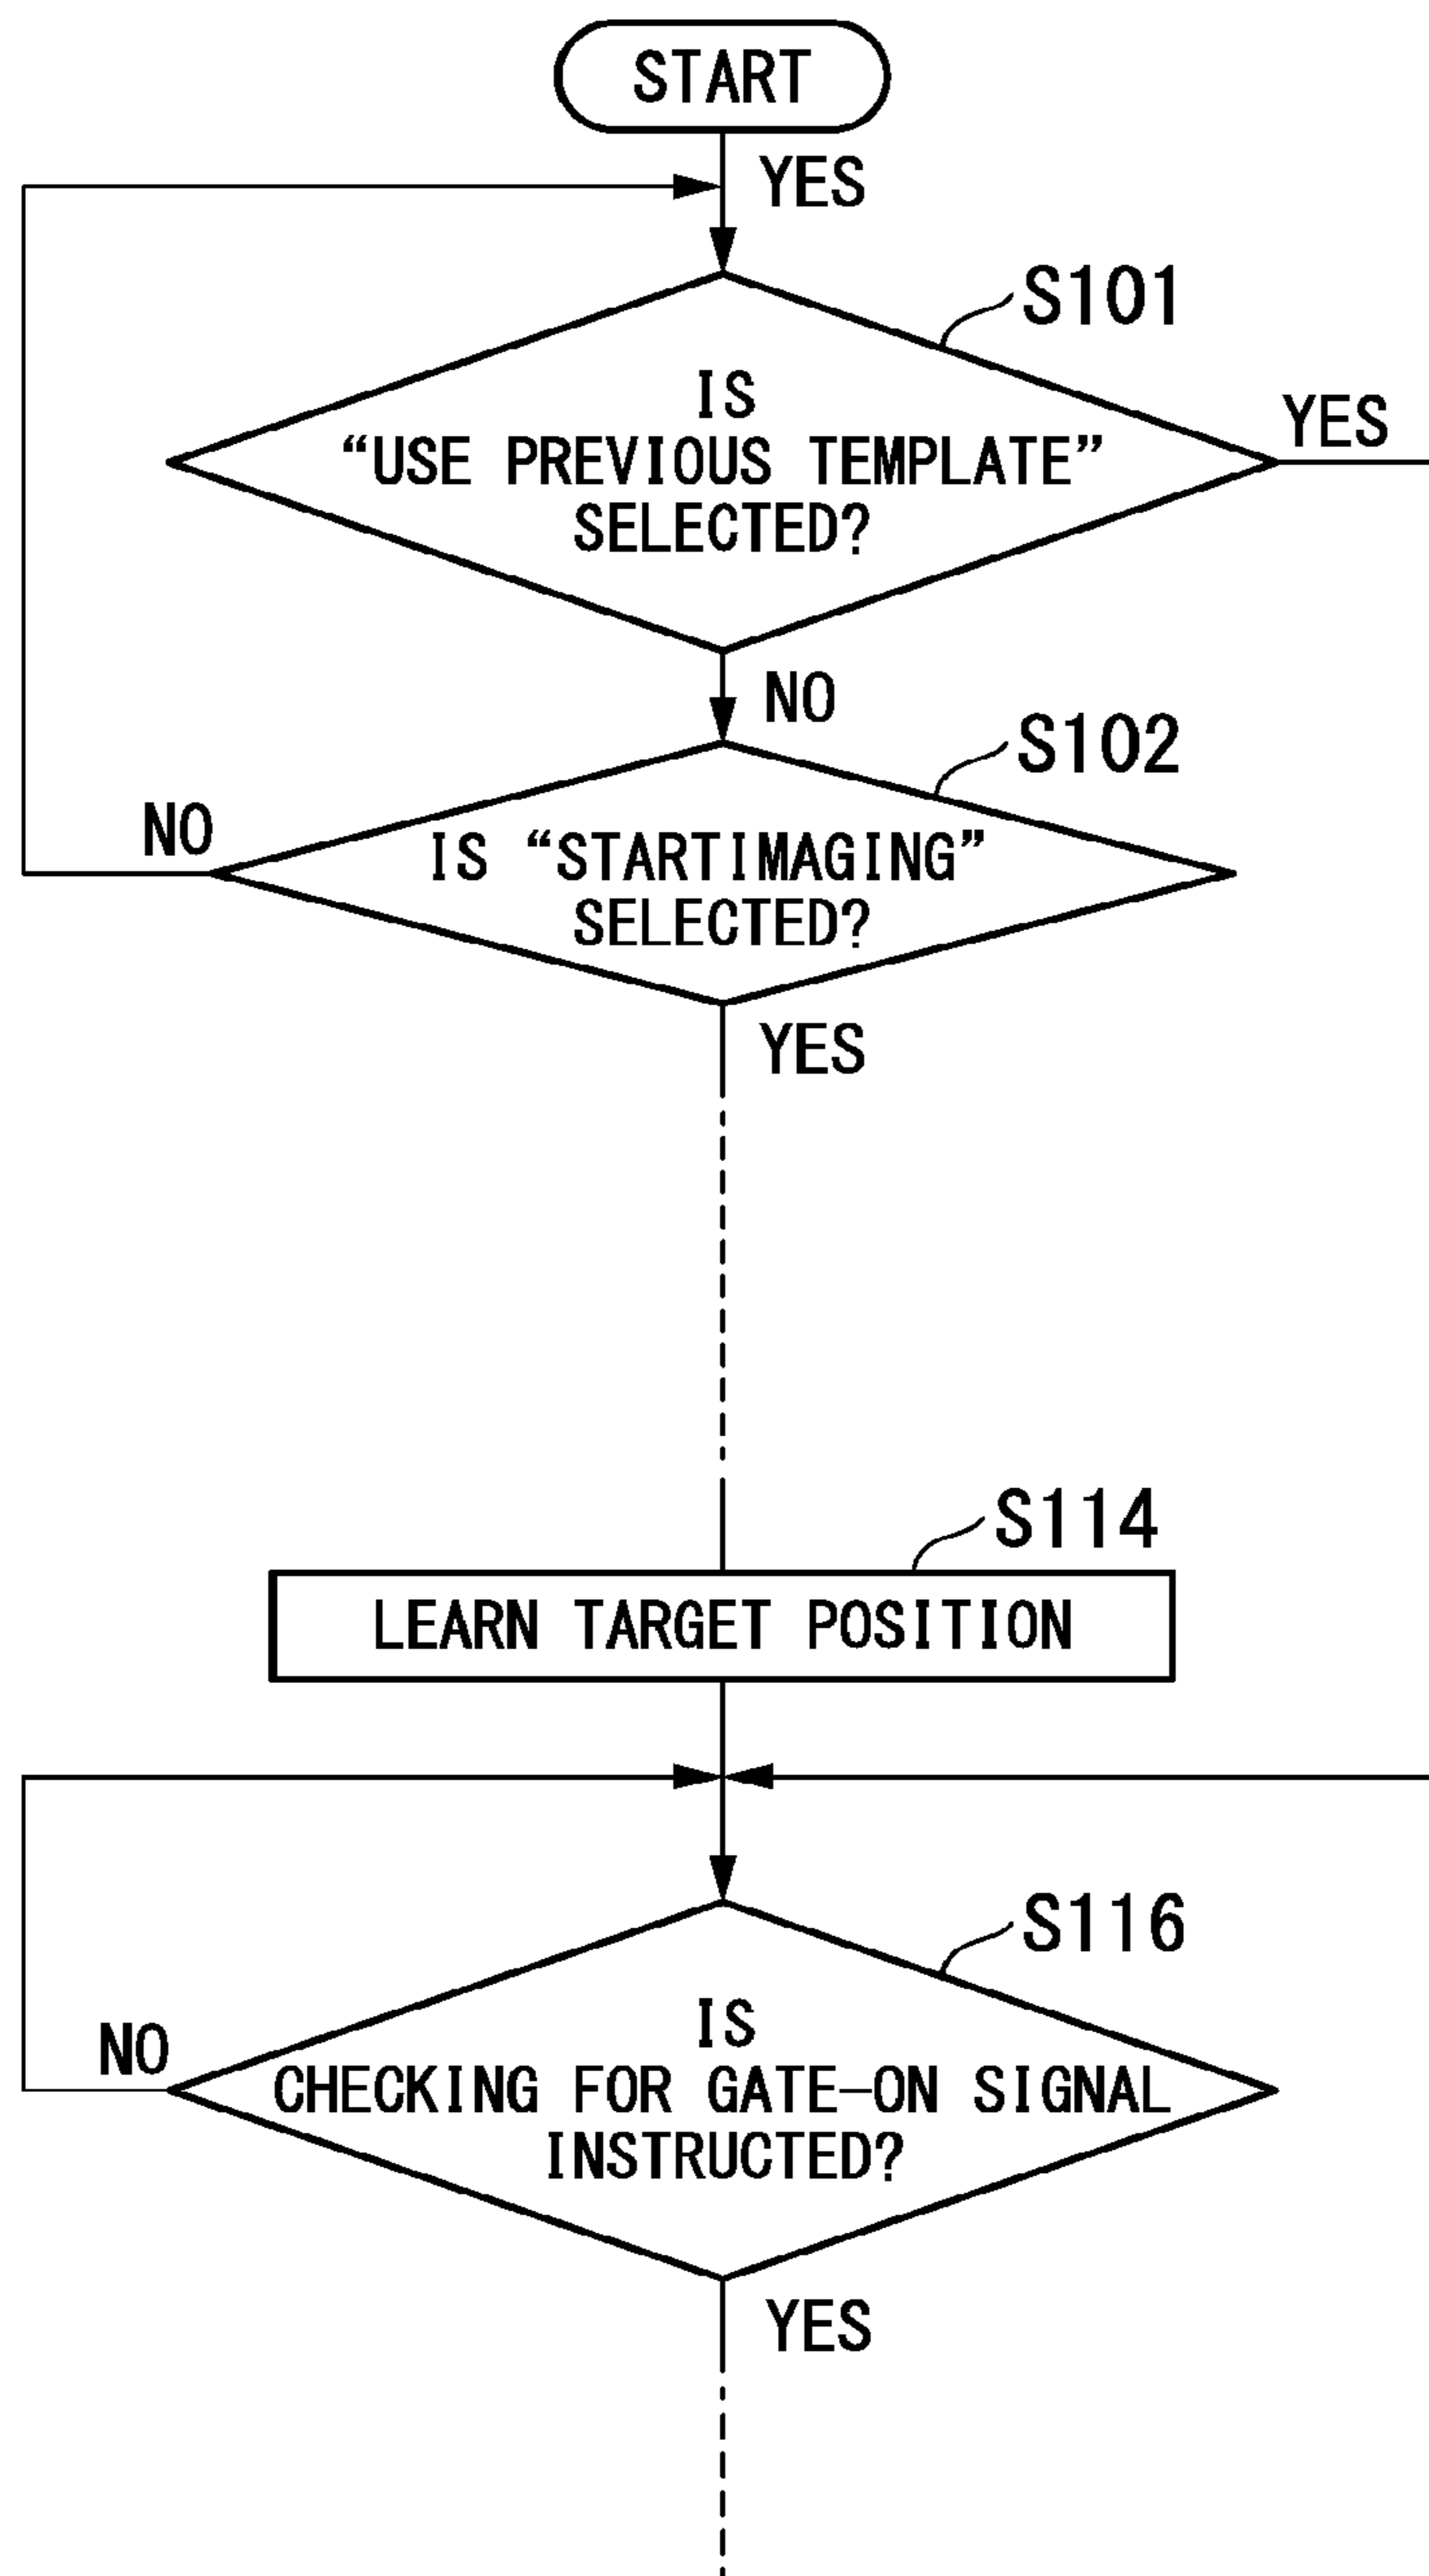 START
YES
S101
IS
“USE PREVIOUS TEMPLATE”
SELECTED?
YES
NO
S102
NO
IS “STARTIMAGING”
SELECTED?
YES
S114
LEARN TARGET POSITION
S116
IS
CHECKING FOR GATE-ON SIGNAL
INSTRUCTED?
NO
YES